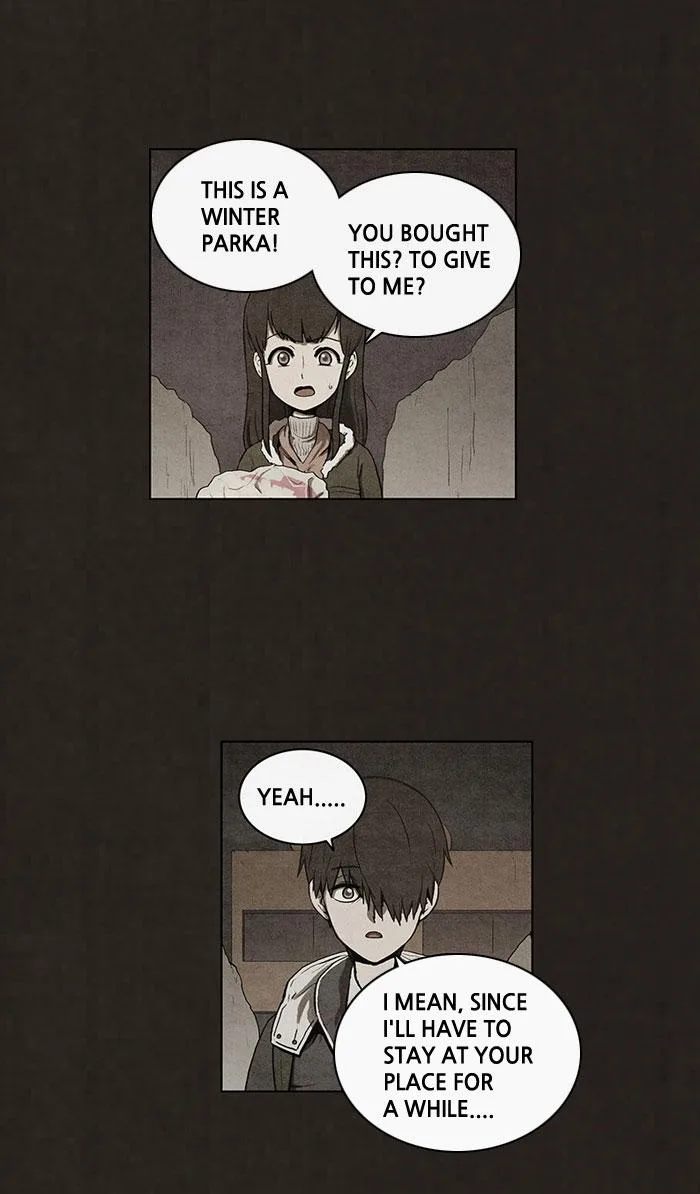 THIS IS A
WINTER
PARKA!
YOU BOUGHT
THIS? TO GIVE
TO ME?
YEAH.....
I MEAN, SINCE
I'LL HAVE TO
STAY AT YOUR
PLACE FOR
A WHILE....